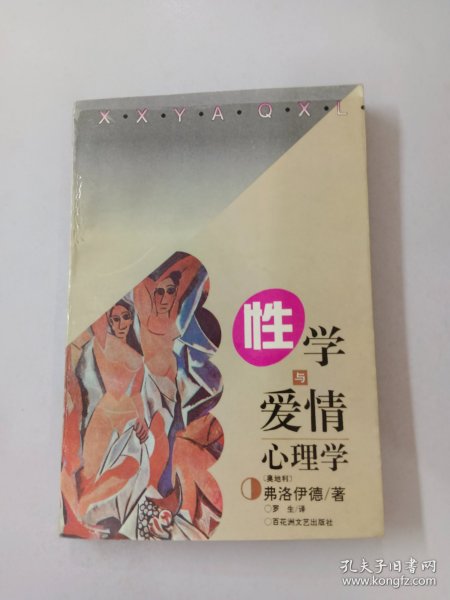 X·X·Y·A·Q·X·L·
性学
与
爱情
心理学
〔奥地利〕
弗洛伊德/著
○罗 生/译
○百花洲文艺出版社
孔夫子旧书网
www.kongfz.com